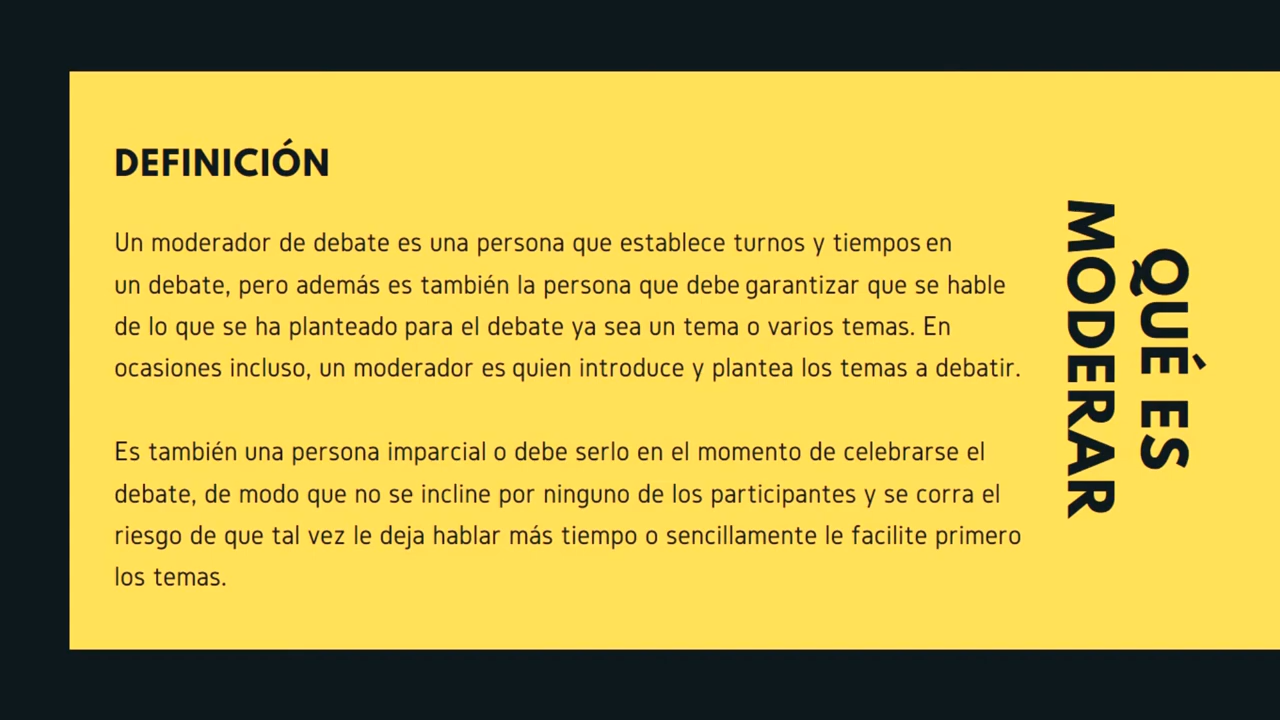 DEFINICIÓN
Un moderador de debate es una persona que establece turnos y tiempos en
un debate, pero además es también la persona que debe garantizar que se hable
de lo que se ha planteado para el debate ya sea un tema o varios temas. En
ocasiones incluso, un moderador es quien introduce y plantea los temas a debatir.
Es también una persona imparcial o debe serlo en el momento de celebrarse el
debate, de modo que no se incline por ninguno de los participantes y se corra el
riesgo de que tal vez le deja hablar más tiempo o sencillamente le facilite primero
los temas.
QUÉ ES
MODERAR